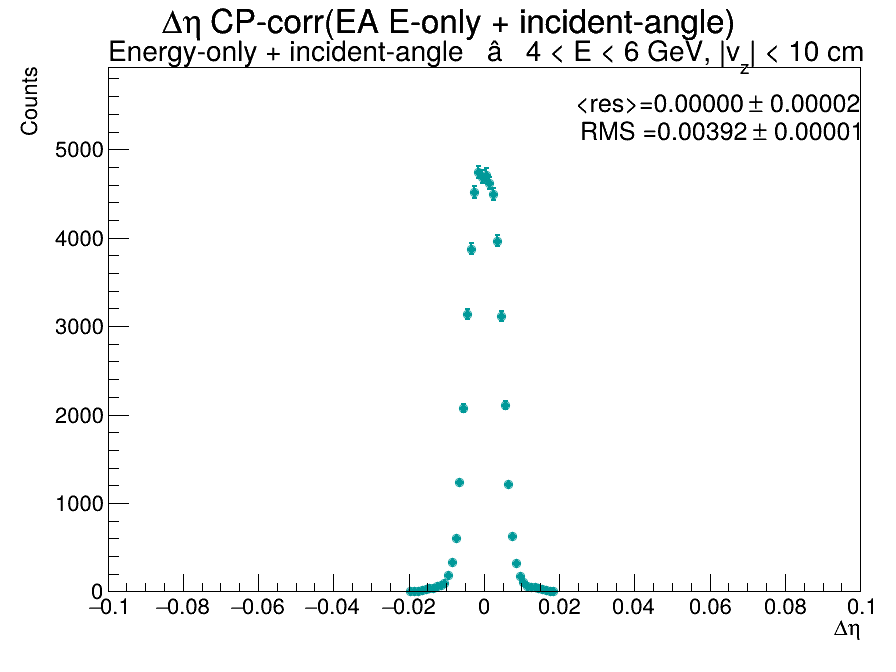 Δη CP-corr(EA E-only + incident-angle)
Energy-only + incident-angle â 4 < E < 6 GeV, |v_z| < 10 cm
Counts
<res>=0.00000±0.00002
RMS =0.00392±0.00001
5000
4000
3000
2000
1000
0
−0.1 −0.08 −0.06 −0.04 −0.02 0 0.02 0.04 0.06 0.08 0.1
Δη